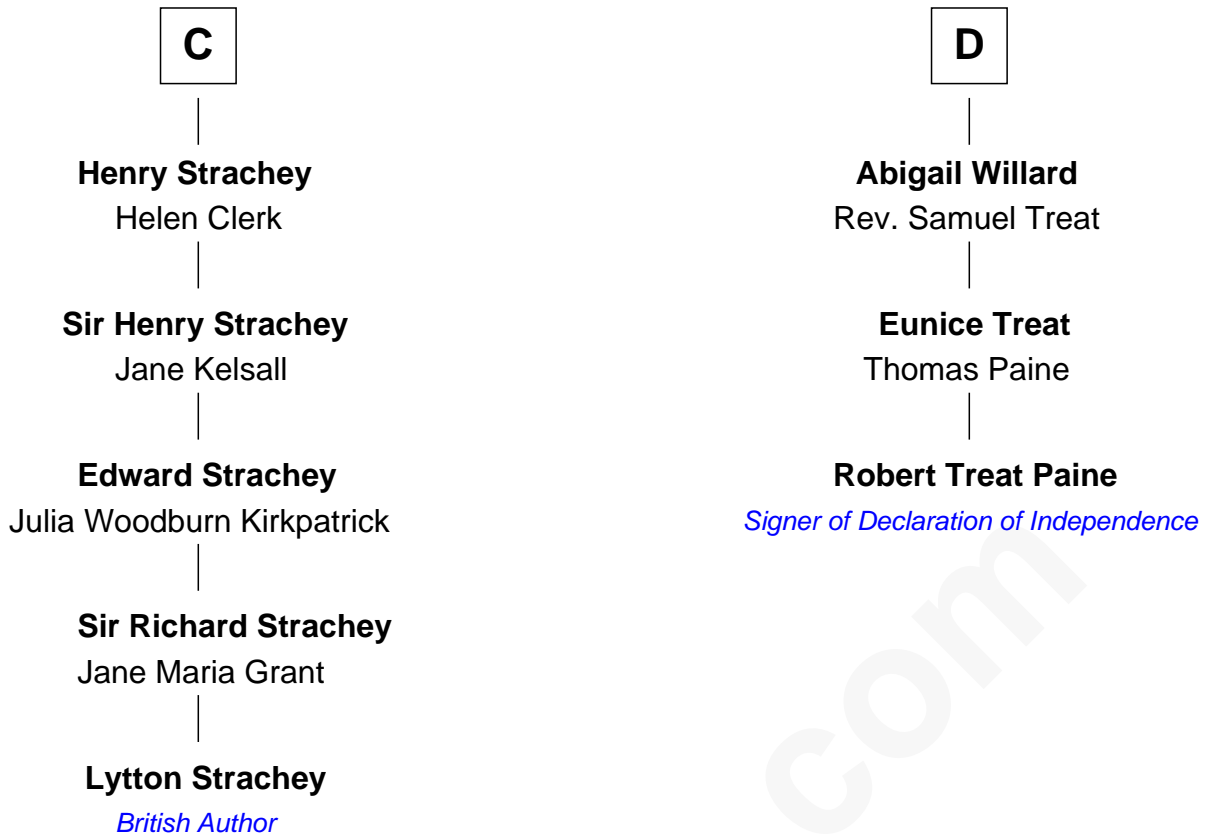 C
Henry Strachey
Helen Clerk
Sir Henry Strachey
Jane Kelsall
Edward Strachey
Julia Woodburn Kirkpatrick
Sir Richard Strachey
Jane Maria Grant
Lytton Strachey
British Author
D
Abigail Willard
Rev. Samuel Treat
Eunice Treat
Thomas Paine
Robert Treat Paine
Signer of Declaration of Independence
com